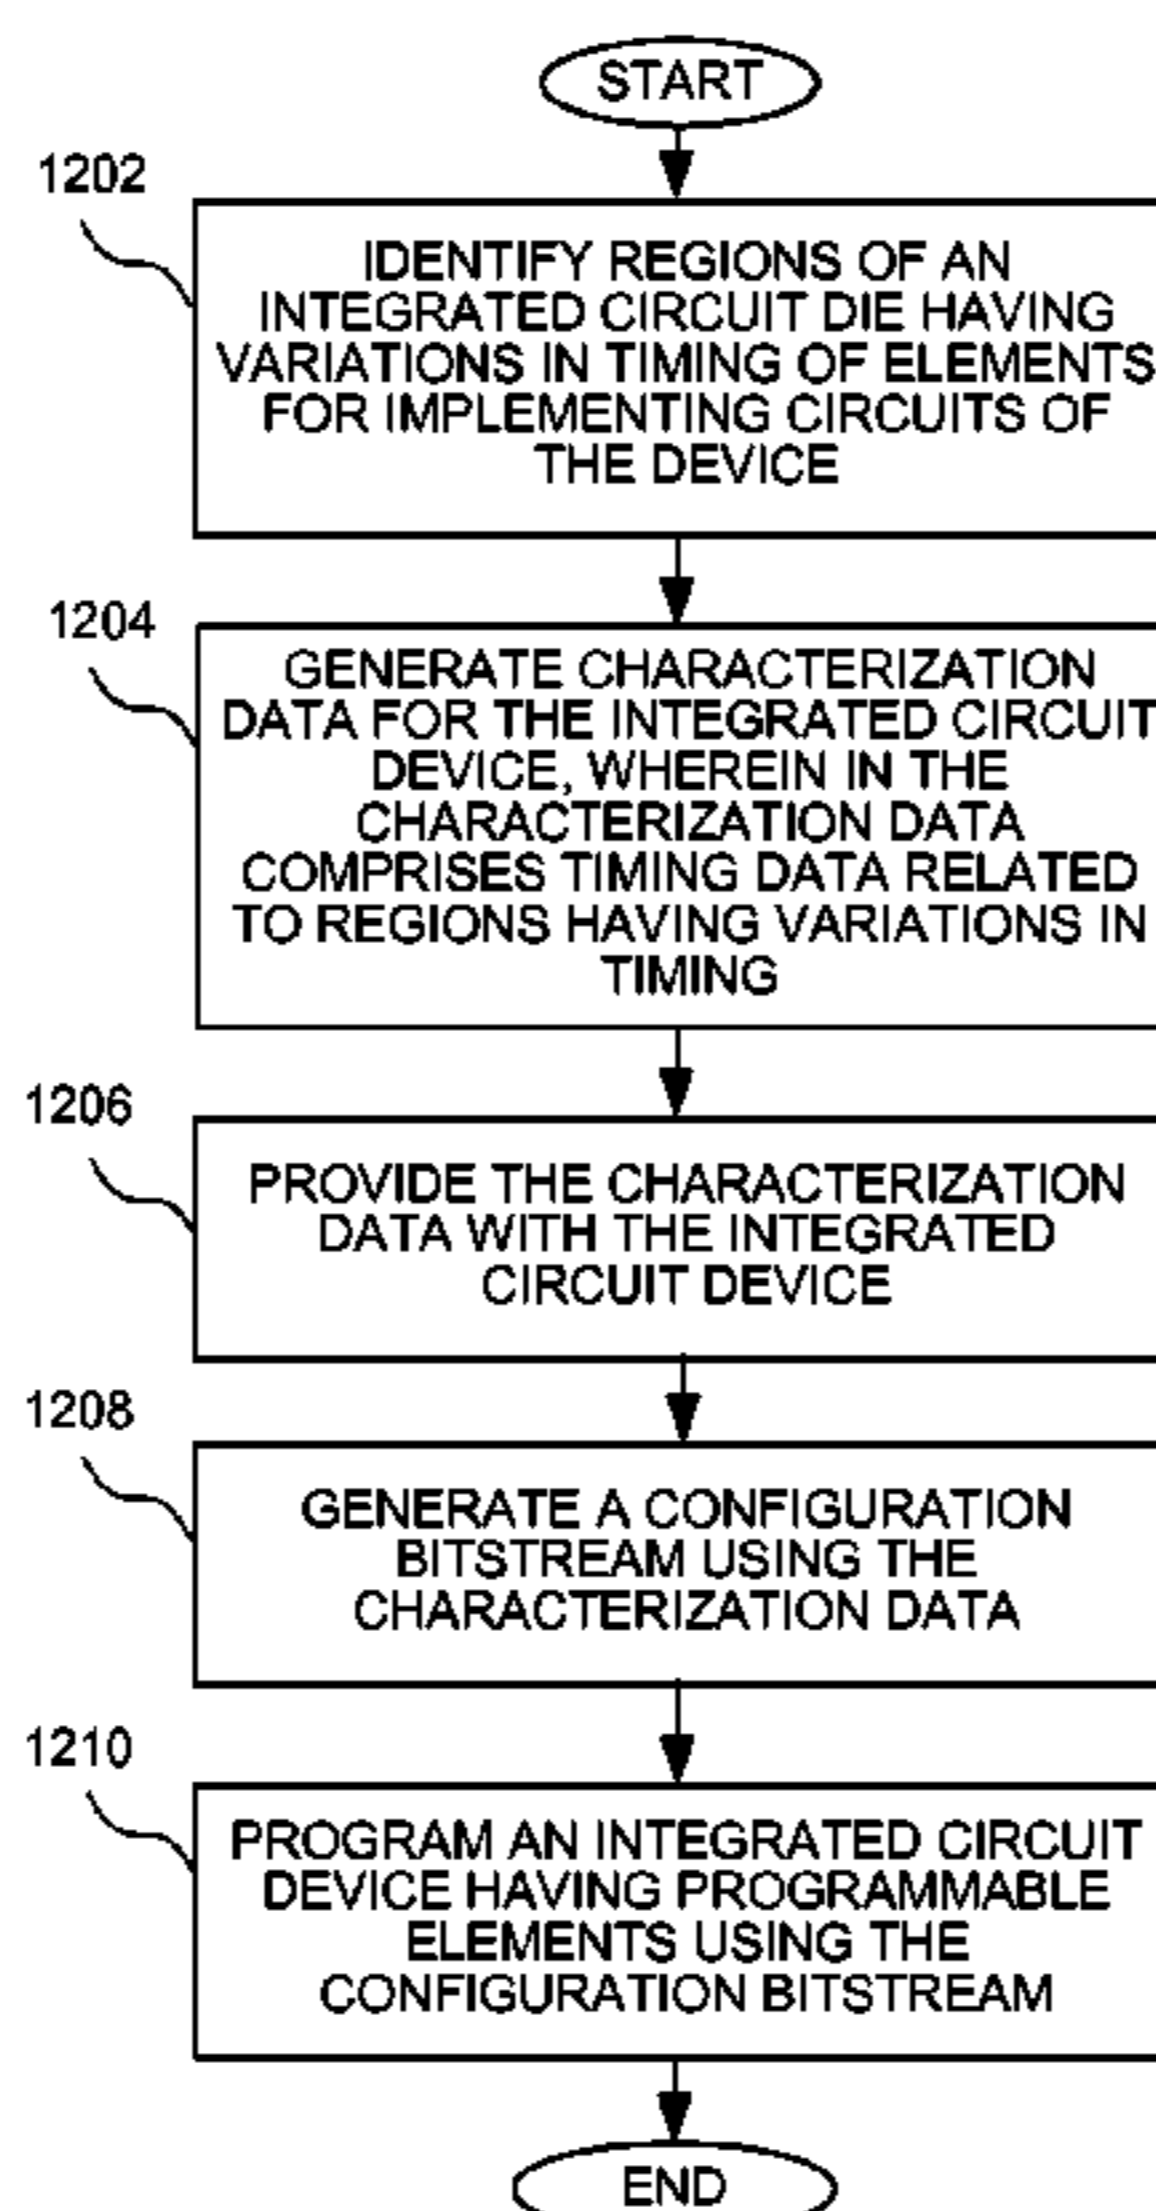 START
1202
IDENTIFY REGIONS OF AN
INTEGRATED CIRCUIT DIE HAVING
VARIATIONS IN TIMING OF ELEMENTS
FOR IMPLEMENTING CIRCUITS OF
THE DEVICE
1204
GENERATE CHARACTERIZATION
DATA FOR THE INTEGRATED CIRCUIT
DEVICE, WHEREIN IN THE
CHARACTERIZATION DATA
COMPRISES TIMING DATA RELATED
TO REGIONS HAVING VARIATIONS IN
TIMING
1206
PROVIDE THE CHARACTERIZATION
DATA WITH THE INTEGRATED
CIRCUIT DEVICE
1208
GENERATE A CONFIGURATION
BITSTREAM USING THE
CHARACTERIZATION DATA
1210
PROGRAM AN INTEGRATED CIRCUIT
DEVICE HAVING PROGRAMMABLE
ELEMENTS USING THE
CONFIGURATION BITSTREAM
END